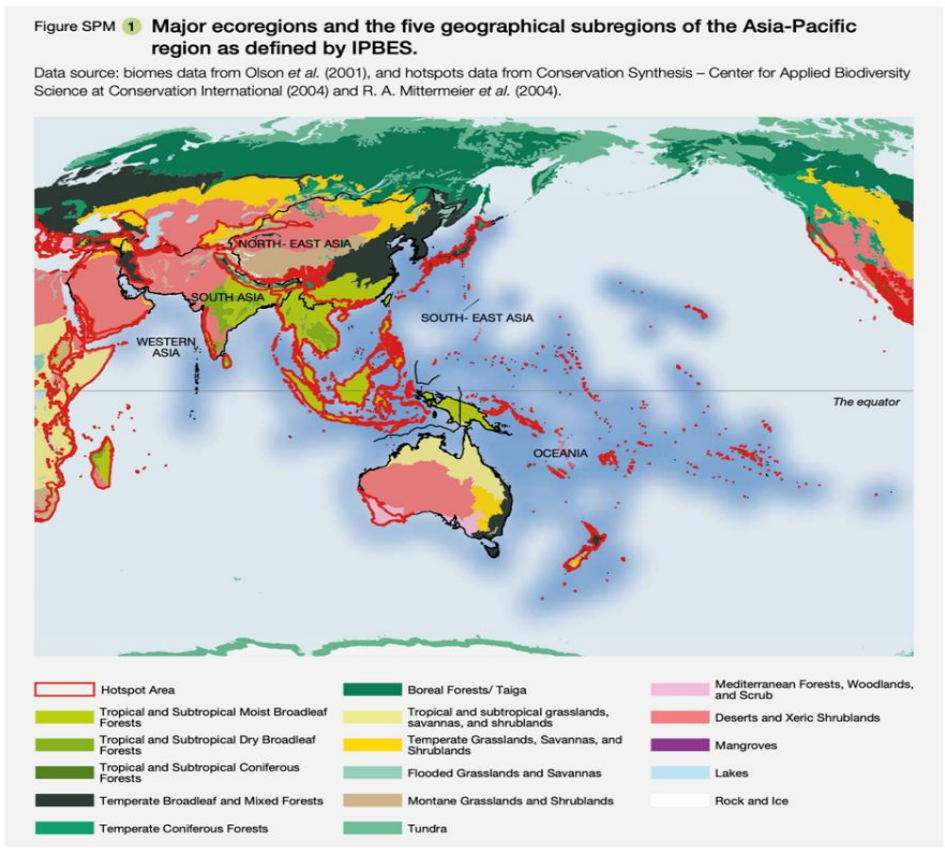 Figure SPM 1 Major ecoregions and the five geographical subregions of the Asia-Pacific
region as defined by IPBES.
Data source: biomes data from Olson et al. (2001), and hotspots data from Conservation Synthesis – Center for Applied Biodiversity
Science at Conservation International (2004) and R. A. Mittermeier et al. (2004).
NORTH- EAST ASIA
SOUTH ASIA
SOUTH- EAST ASIA
WESTERN
ASIA
The equator
OCEANIA
Hotspot Area
Tropical and Subtropical Moist Broadleaf
Forests
Tropical and Subtropical Dry Broadleaf
Forests
Tropical and Subtropical Coniferous
Forests
Temperate Broadleaf and Mixed Forests
Temperate Coniferous Forests
Boreal Forests/ Taiga
Tropical and subtropical grasslands,
savannas, and shrublands
Temperate Grasslands, Savannas, and
Shrublands
Flooded Grasslands and Savannas
Montane Grasslands and Shrublands
Tundra
Mediterranean Forests, Woodlands,
and Scrub
Deserts and Xeric Shrublands
Mangroves
Lakes
Rock and Ice